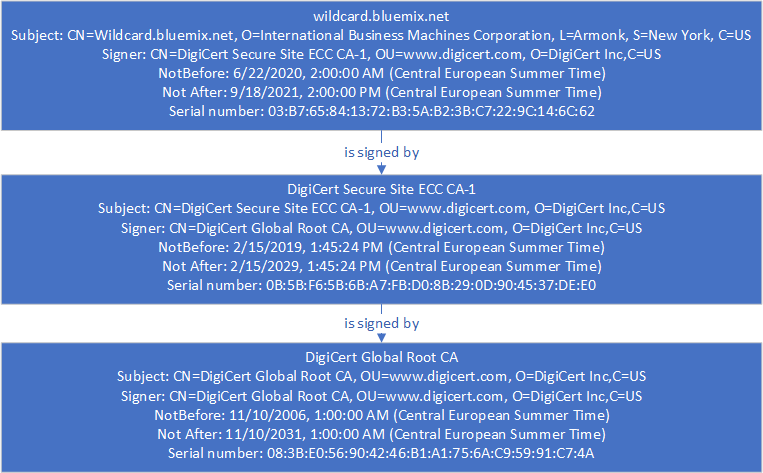 wildcard.bluemix.net
Subject: CN=Wildcard.bluemix.net, O=International Business Machines Corporation, L=Armonk, S=New York, C=US
Signer: CN=DigiCert Secure Site ECC CA-1, OU=www.digicert.com, O=DigiCert Inc,C=US
NotBefore: 6/22/2020, 2:00:00 AM (Central European Summer Time)
Not After: 9/18/2021, 2:00:00 PM (Central European Summer Time)
Serial number: 03:B7:65:84:13:72:B3:5A:B2:3B:C7:22:9C:14:6C:62
is signed by
DigiCert Secure Site ECC CA-1
Subject: CN=DigiCert Secure Site ECC CA-1, OU=www.digicert.com, O=DigiCert Inc,C=US
Signer: CN=DigiCert Global Root CA, OU=www.digicert.com, O=DigiCert Inc,C=US
NotBefore: 2/15/2019, 1:45:24 PM (Central European Summer Time)
Not After: 2/15/2029, 1:45:24 PM (Central European Summer Time)
Serial number: 0B:5B:F6:5B:6B:A7:FB:D0:8B:29:0D:90:45:37:DE:E0
is signed by
DigiCert Global Root CA
Subject: CN=DigiCert Global Root CA, OU=www.digicert.com, O=DigiCert Inc,C=US
Signer: CN=DigiCert Global Root CA, OU=www.digicert.com, O=DigiCert Inc,C=US
NotBefore: 11/10/2006, 1:00:00 AM (Central European Summer Time)
Not After: 11/10/2031, 1:00:00 AM (Central European Summer Time)
Serial number: 08:3B:E0:56:90:42:46:B1:A1:75:6A:C9:59:91:C7:4A